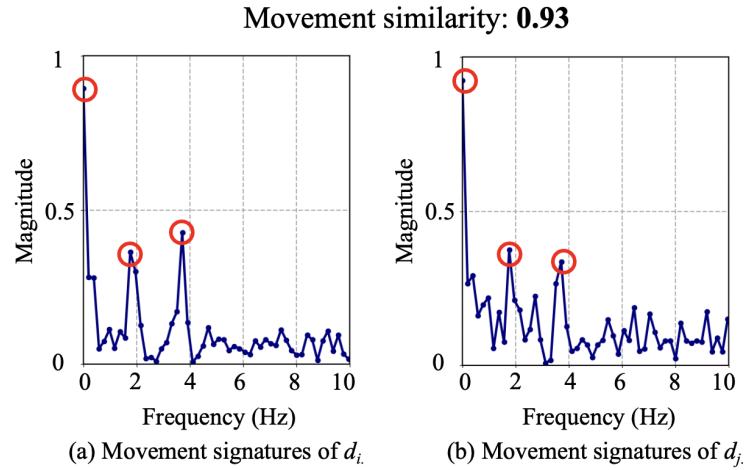 Movement similarity: 0.93
1
0.5
0
Magnitude
0 2 4 6 8 10
Frequency (Hz)
(a) Movement signatures of di.
1
0.5
0
Magnitude
0 2 4 6 8 10
Frequency (Hz)
(b) Movement signatures of dj.